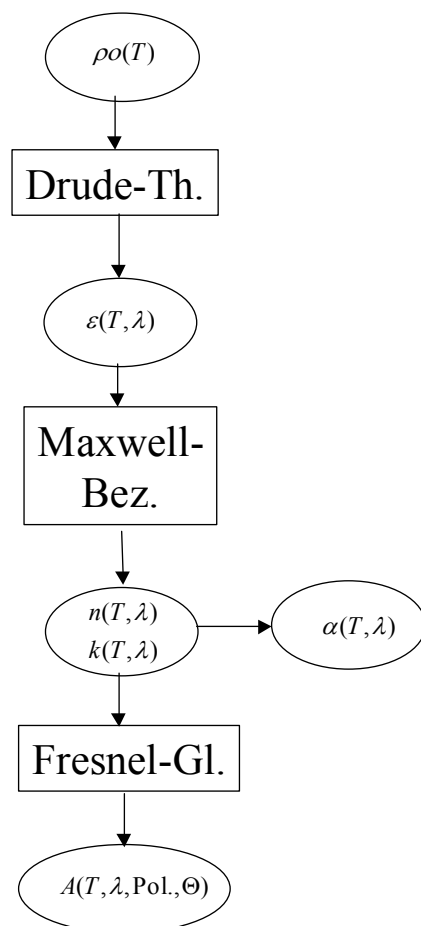 ρo(T)
Drude-Th.
ε(T,λ)
Maxwell-
Bez.
n(T,λ)
k(T,λ)
α(T,λ)
Fresnel-Gl.
A(T,λ,Pol.,Θ)